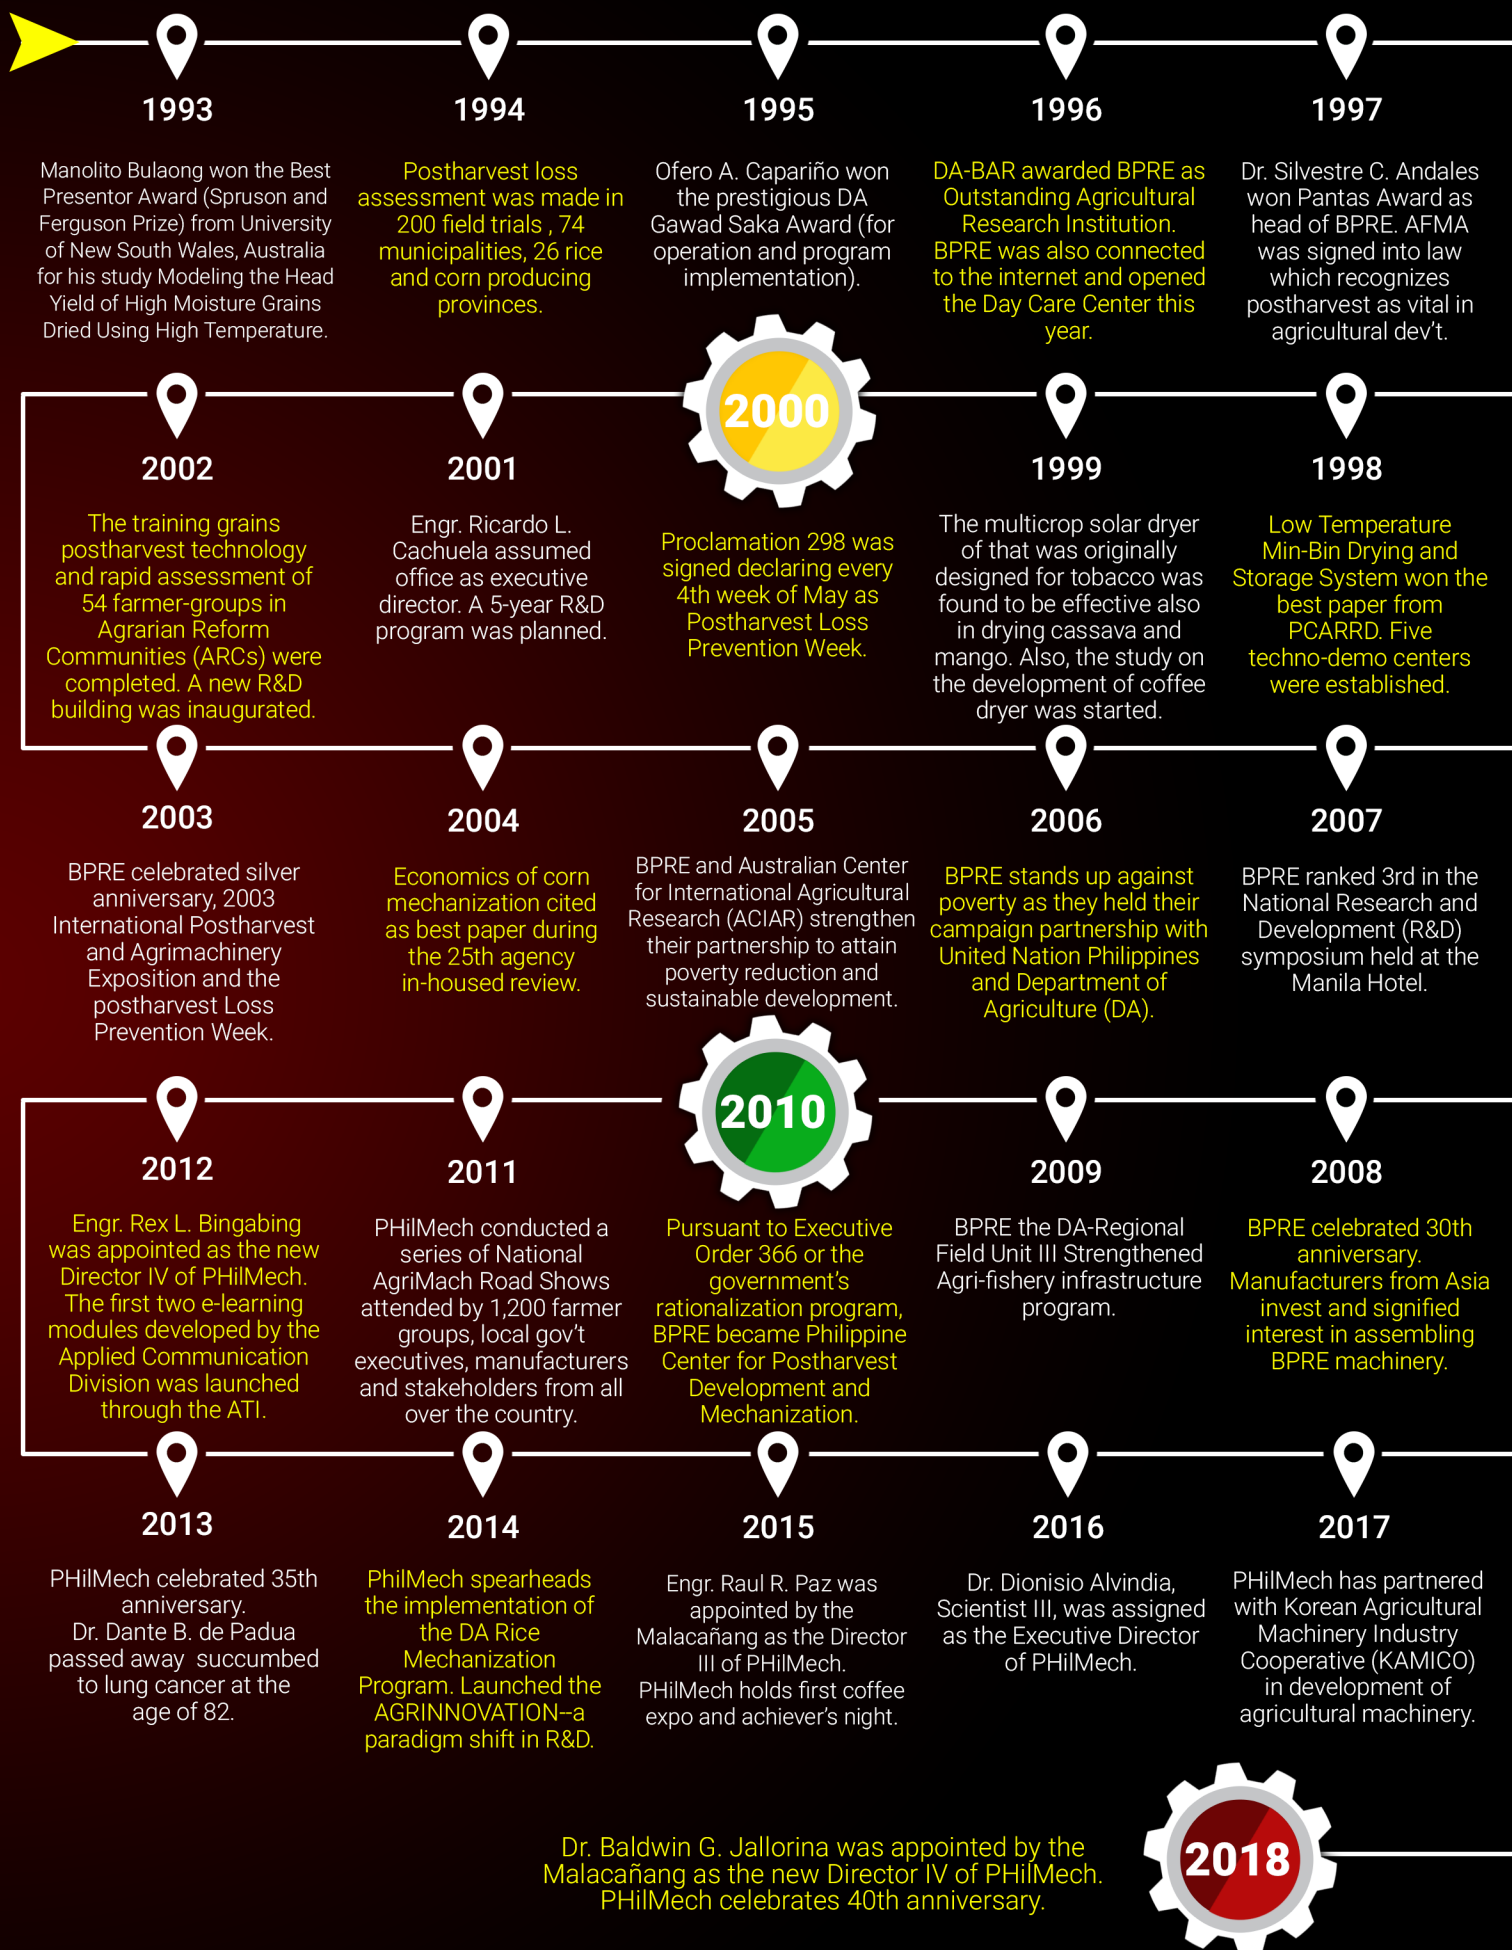 1993
Manolito Bulaong won the Best
Presentor Award (Spruson and
Ferguson Prize) from University
of New South Wales, Australia
for his study Modeling the Head
Yield of High Moisture Grains
Dried Using High Temperature.
1994
Postharvest loss
assessment was made in
200 field trials , 74
municipalities, 26 rice
and corn producing
provinces.
1995
Ofero A. Capariño won
the prestigious DA
Gawad Saka Award (for
operation and program
implementation).
1996
DA-BAR awarded BPRE as
Outstanding Agricultural
Research Institution.
BPRE was also connected
to the internet and opened
the Day Care Center this
year.
1997
Dr. Silvestre C. Andales
won Pantas Award as
head of BPRE. AFMA
was signed into law
which recognizes
postharvest as vital in
agricultural dev't.
1998
Low Temperature
Min-Bin Drying and
Storage System won the
best paper from
PCARRD. Five
techno-demo centers
were established.
1999
The multicrop solar dryer
of that was originally
designed for tobacco was
found to be effective also
in drying cassava and
mango. Also, the study on
the development of coffee
dryer was started.
2000
Proclamation 298 was
signed declaring every
4th week of May as
Postharvest Loss
Prevention Week.
2001
Engr. Ricardo L.
Cachuela assumed
office as executive
director. A 5-year R&D
program was planned.
2002
The training grains
postharvest technology
and rapid assessment of
54 farmer-groups in
Agrarian Reform
Communities (ARCs) were
completed. A new R&D
building was inaugurated.
2003
BPRE celebrated silver
anniversary, 2003
International Postharvest
and Agrimachinery
Exposition and the
postharvest Loss
Prevention Week.
2004
Economics of corn
mechanization cited
as best paper during
the 25th agency
in-housed review.
2005
BPRE and Australian Center
for International Agricultural
Research (ACIAR) strengthen
their partnership to attain
poverty reduction and
sustainable development.
2006
BPRE stands up against
poverty as they held their
campaign partnership with
United Nation Philippines
and Department of
Agriculture (DA).
2007
BPRE ranked 3rd in the
National Research and
Development (R&D)
symposium held at the
Manila Hotel.
2008
BPRE celebrated 30th
anniversary.
Manufacturers from Asia
invest and signified
interest in assembling
BPRE machinery.
2009
BPRE the DA-Regional
Field Unit III Strengthened
Agri-fishery infrastructure
program.
2010
Pursuant to Executive
Order 366 or the
government's
rationalization program,
BPRE became Philippine
Center for Postharvest
Development and
Mechanization.
2011
PHilMech conducted a
series of National
AgriMach Road Shows
attended by 1,200 farmer
groups, local gov't
executives, manufacturers
and stakeholders from all
over the country.
2012
Engr. Rex L. Bingabing
was appointed as the new
Director IV of PHilMech.
The first two e-learning
modules developed by the
Applied Communication
Division was launched
through the ATI.
2013
PHilMech celebrated 35th
anniversary.
Dr. Dante B. de Padua
passed away succumbed
to lung cancer at the
age of 82.
2014
PhilMech spearheads
the implementation of
the DA Rice
Mechanization
Program. Launched the
AGRINNOVATION--a
paradigm shift in R&D.
2015
Engr. Raul R. Paz was
appointed by the
Malacañang as the Director
III of PHilMech.
PHilMech holds first coffee
expo and achiever's night.
2016
Dr. Dionisio Alvindia,
Scientist III, was assigned
as the Executive Director
of PHilMech.
2017
PHilMech has partnered
with Korean Agricultural
Machinery Industry
Cooperative (KAMICO)
in development of
agricultural machinery.
2018
Dr. Baldwin G. Jallorina was appointed by the
Malacañang as the new Director IV of PHilMech.
PHilMech celebrates 40th anniversary.